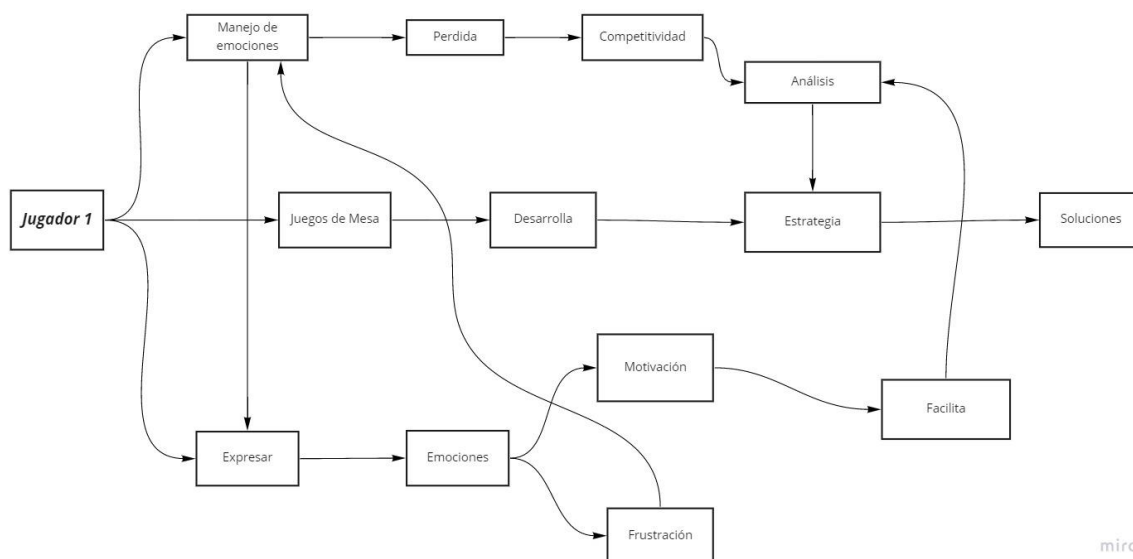 Manejo de
emociones
Perdida
Competitividad
Análisis
Jugador 1
Juegos de Mesa
Desarrolla
Estrategia
Soluciones
Motivación
Facilita
Expresar
Emociones
Frustración
miro